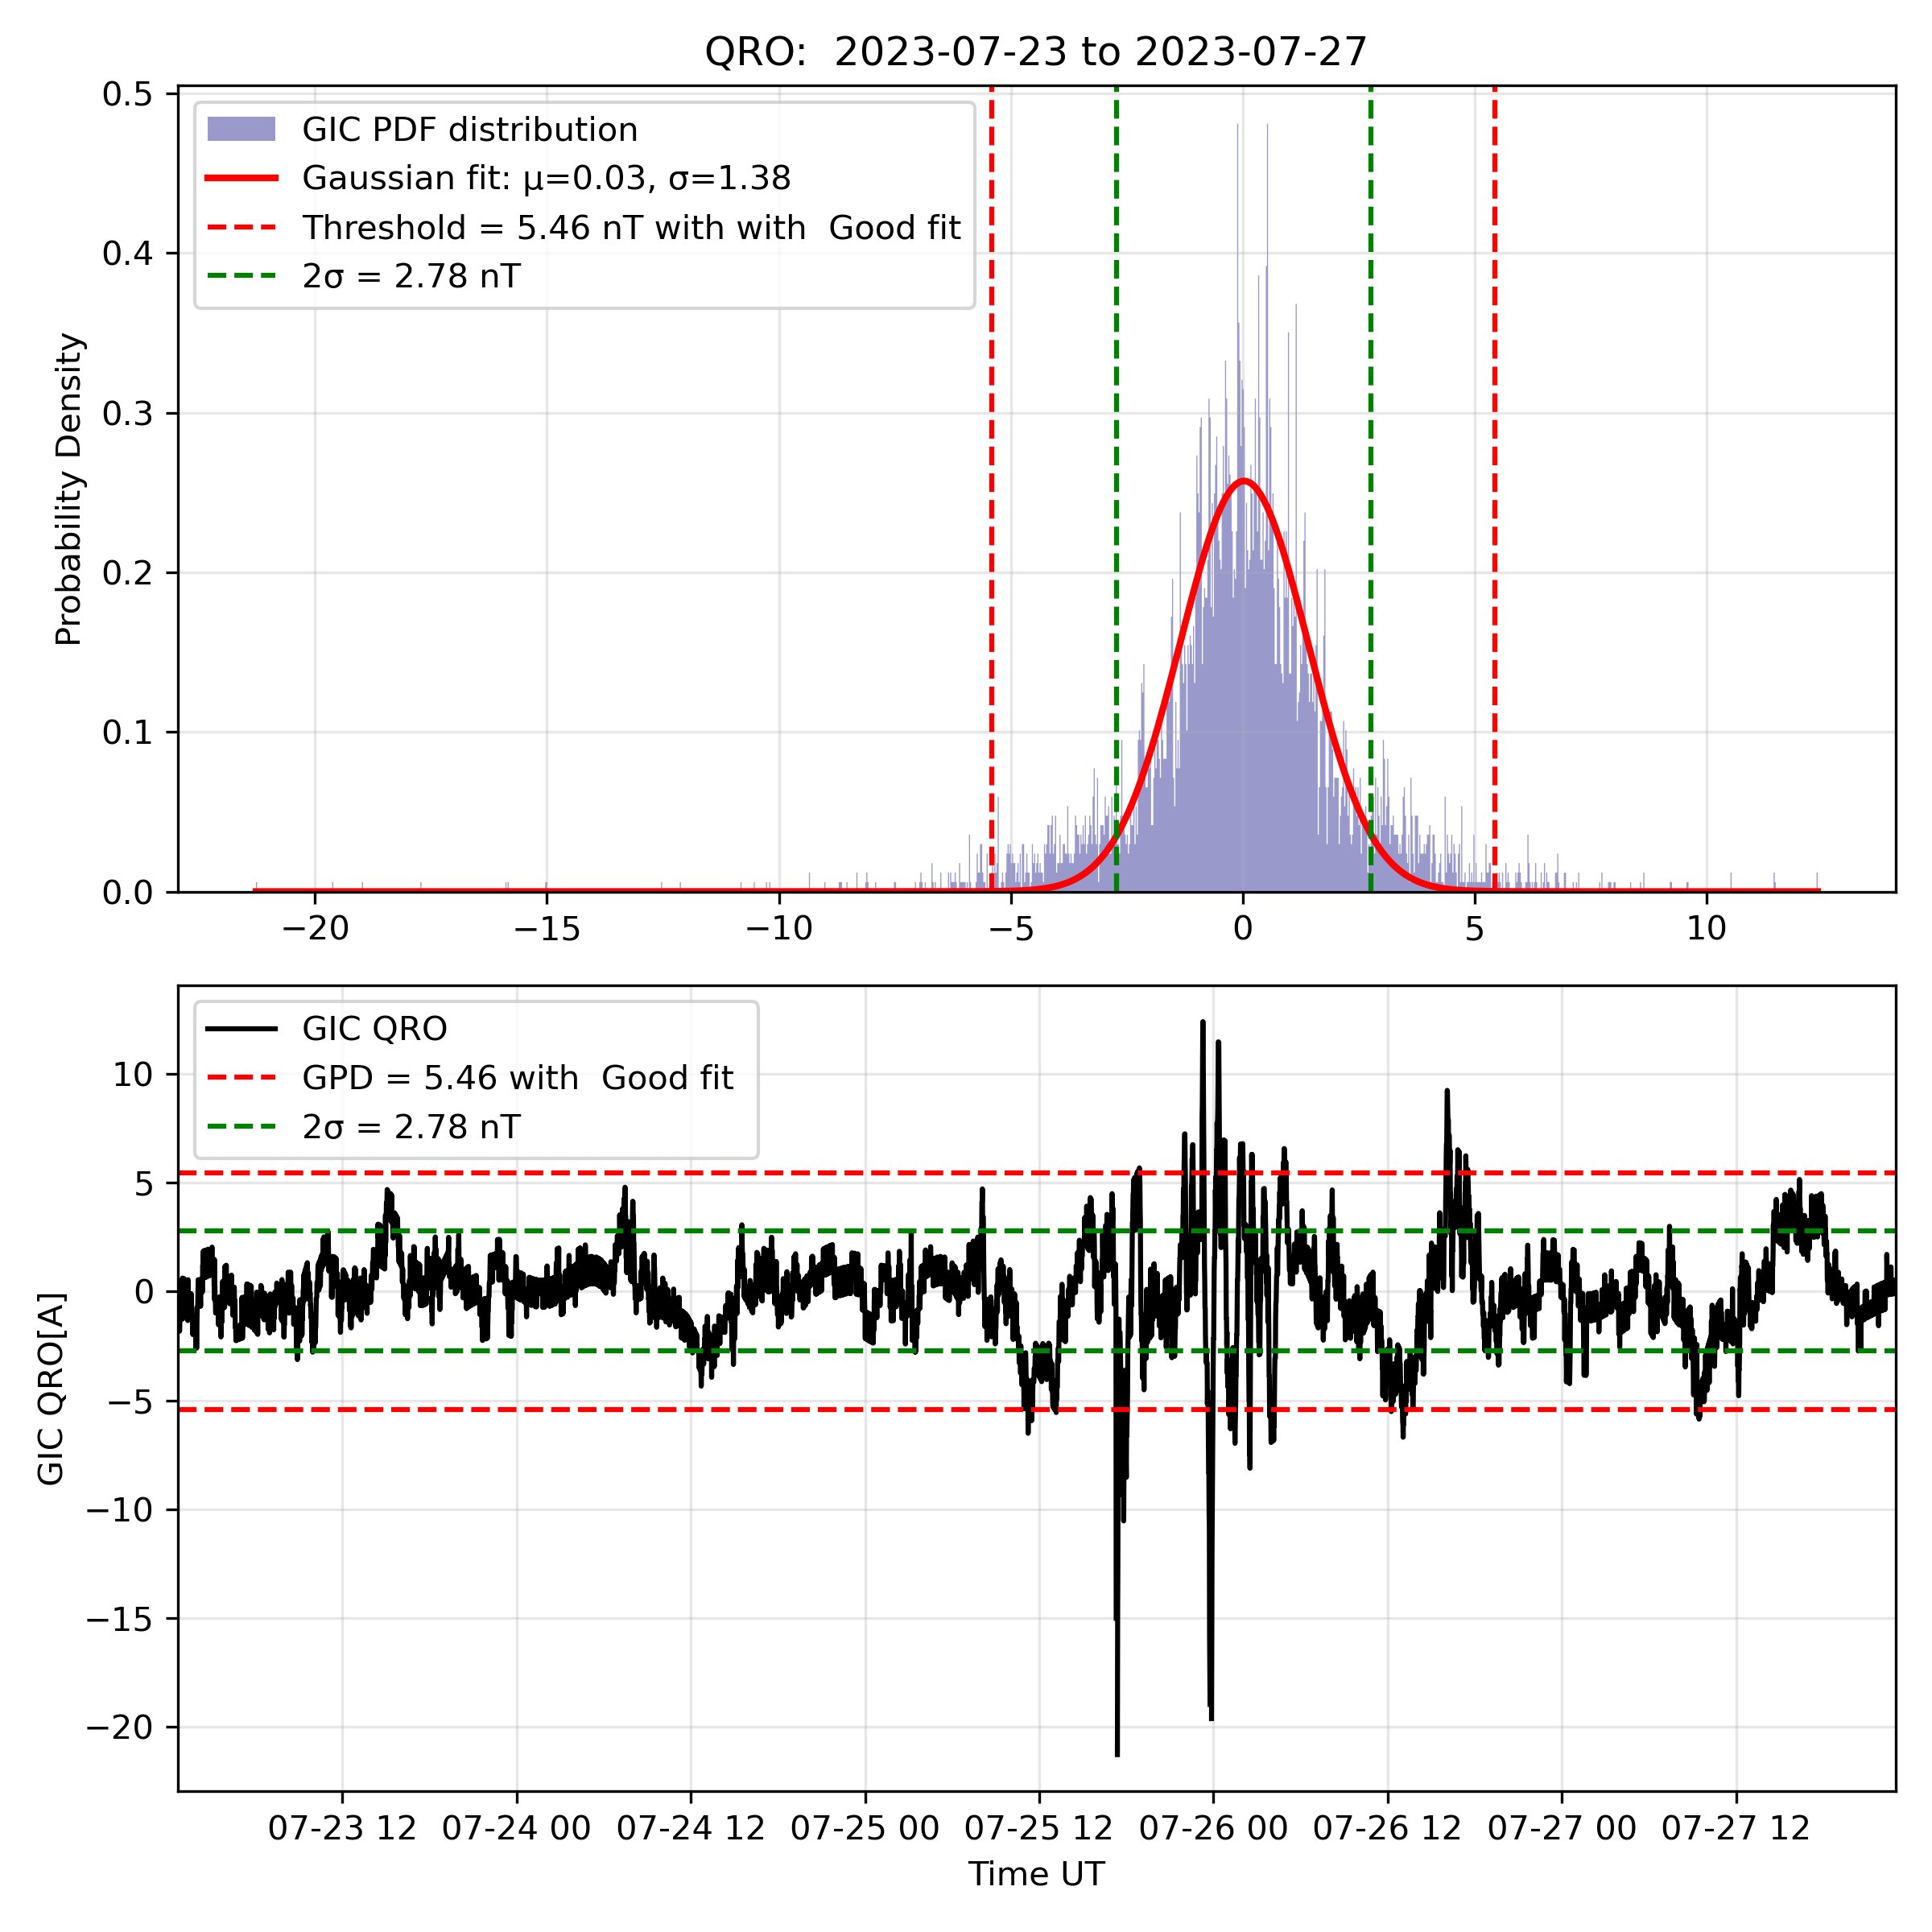 QRO:  2023-07-23 to 2023-07-27
0.5
0.4
0.3
0.2
0.1
0.0
Probability Density
GIC PDF distribution
Gaussian fit: μ=0.03, σ=1.38
Threshold = 5.46 nT with with  Good fit
2σ = 2.78 nT
−20 −15 −10 −5 0 5 10
10
5
0
−5
−10
−15
−20
GIC QRO[A]
GIC QRO
GPD = 5.46 with  Good fit
2σ = 2.78 nT
07-23 12 07-24 00 07-24 12 07-25 00 07-25 12 07-26 00 07-26 12 07-27 00 07-27 12
Time UT